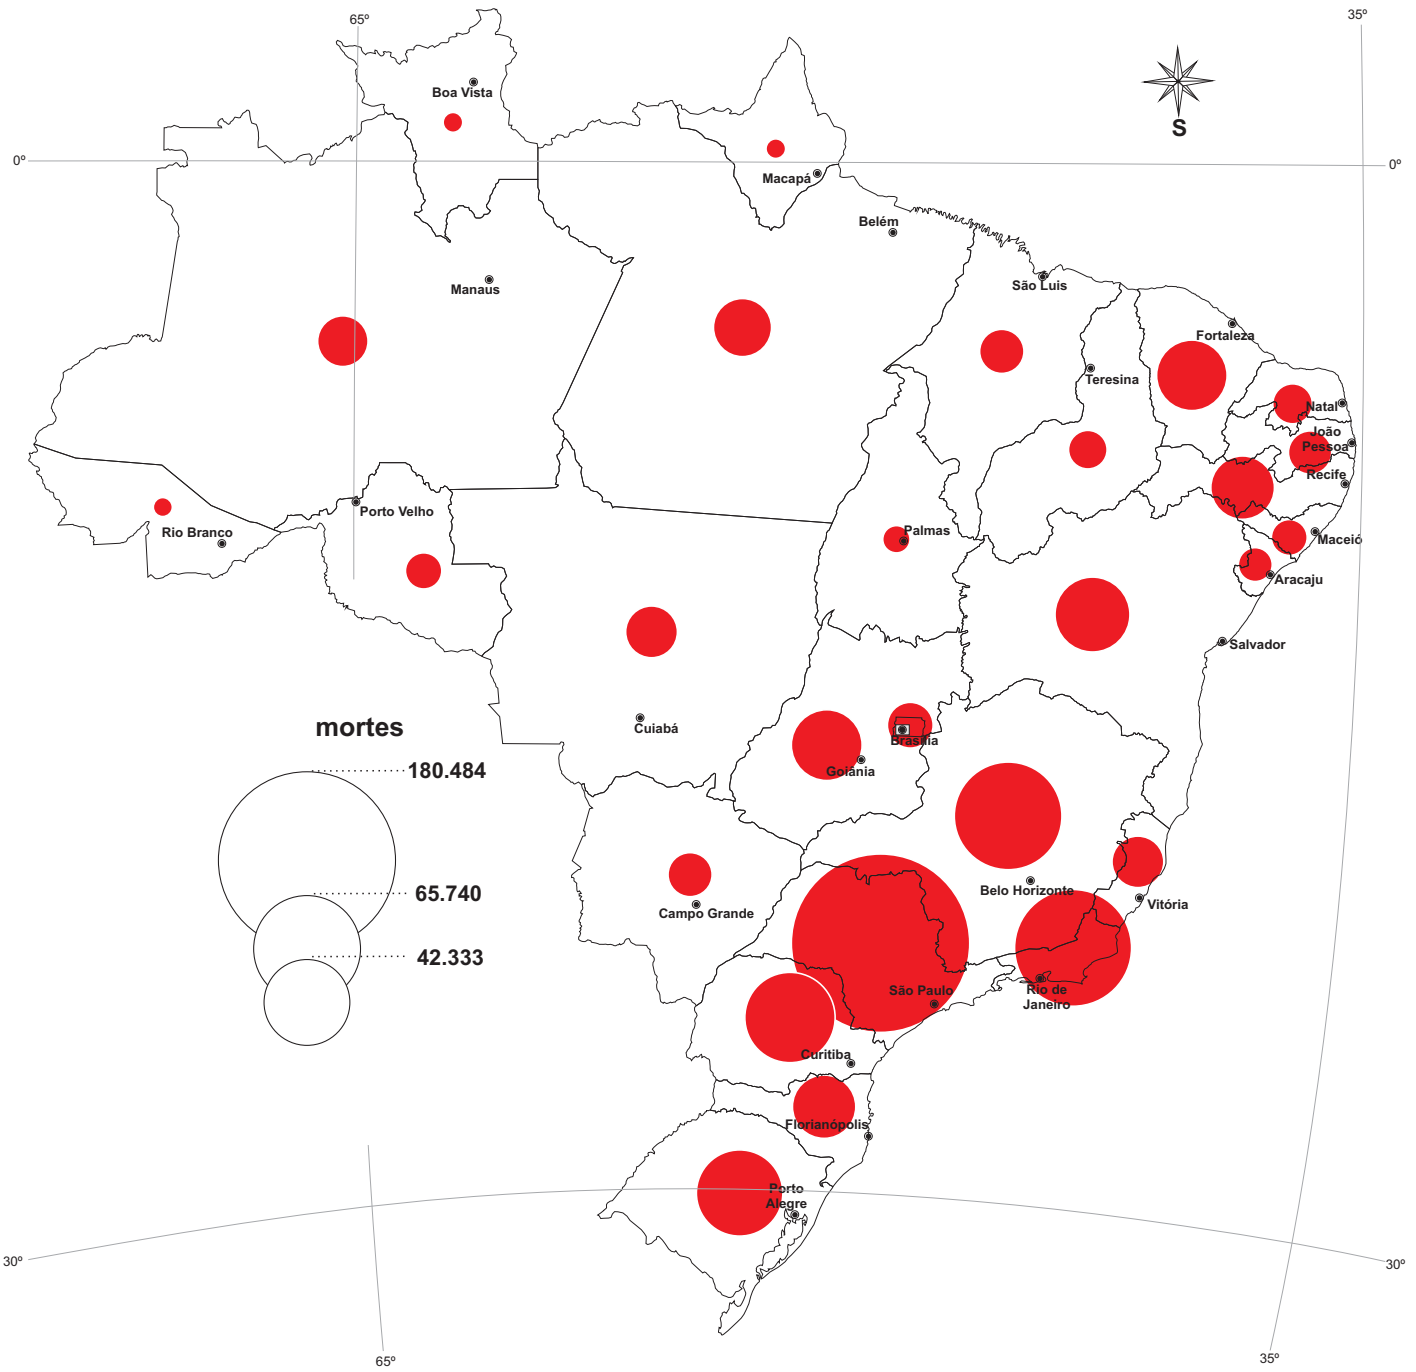 65º
35º
Boa Vista
S
0º
0º
Macapá
Belém
Manaus
São Luis
Fortaleza
Teresina
Natal
João
Pessoa
Recife
Porto Velho
Rio Branco
Palmas
Maceió
Aracaju
Salvador
mortes
Cuiabá
Brasília
180.484
Goiánia
65.740
Belo Horizonte
Vitória
Campo Grande
42.333
São Paulo
Rio de
Janeiro
Curitiba
Florianópolis
Porto
Alegre
30º
30º
65º
35º